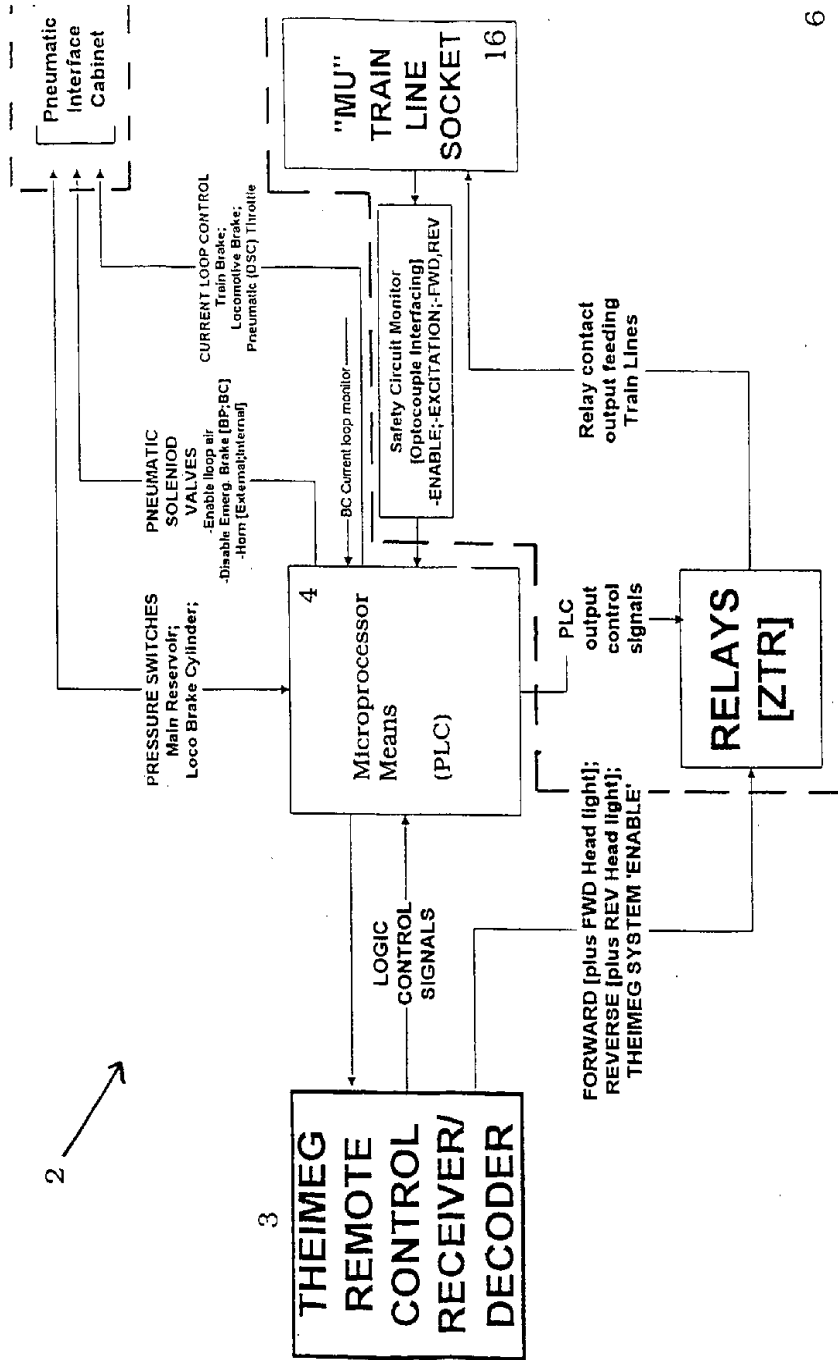 2
3
THEIMEG
REMOTE
CONTROL
RECEIVER/
DECODER
LOGIC
CONTROL
SIGNALS
FORWARD [plus FWD Head light];
REVERSE [plus REV Head light];
THEIMEG SYSTEM 'ENABLE'
PRESSURE SWITCHES
Main Reservoir;
Loco Brake Cylinder;
4
Microprocessor
Means
(PLC)
PLC
output
control
signals
RELAYS
[ZTR]
PNEUMATIC
SOLENIOD
VALVES
-Enable lloop air
-Disable Emerg. Brake [BP;BC]
-Horn [External;Internal]
BC Current loop monitor
CURRENT LOOP CONTROL
Train Brake;
Locomotive Brake;
Pneumatic (DSC) Throttle
Safety Circuit Monitor
[Optocouple Interfacing]
-ENABLE;-EXCITATION;-FWD,REV
Relay contact
output feeding
Train Lines
Pneumatic
Interface
Cabinet
"MU"
TRAIN
LINE
SOCKET
16
6